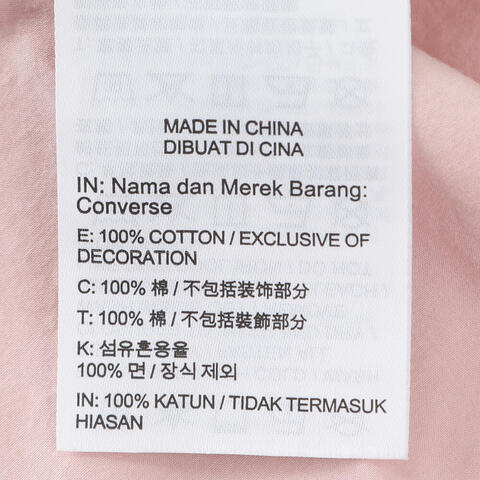 MADE IN CHINA
DIBUAT DI CINA
IN: Nama dan Merek Barang:
Converse
E: 100% COTTON / EXCLUSIVE OF
DECORATION
C: 100% 棉 / 不包括装饰部分
T: 100% 棉 / 不包括裝飾部分
K: 섬유혼용율
100% 면 / 장식 제외
IN: 100% KATUN / TIDAK TERMASUK
HIASAN